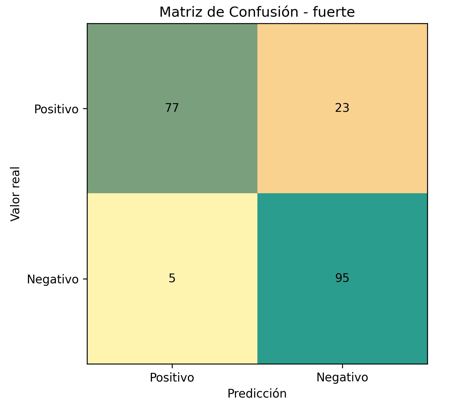 Matriz de Confusión - fuerte
Valor real
Positivo
77
23
Negativo
5
95
Positivo
Negativo
Predicción